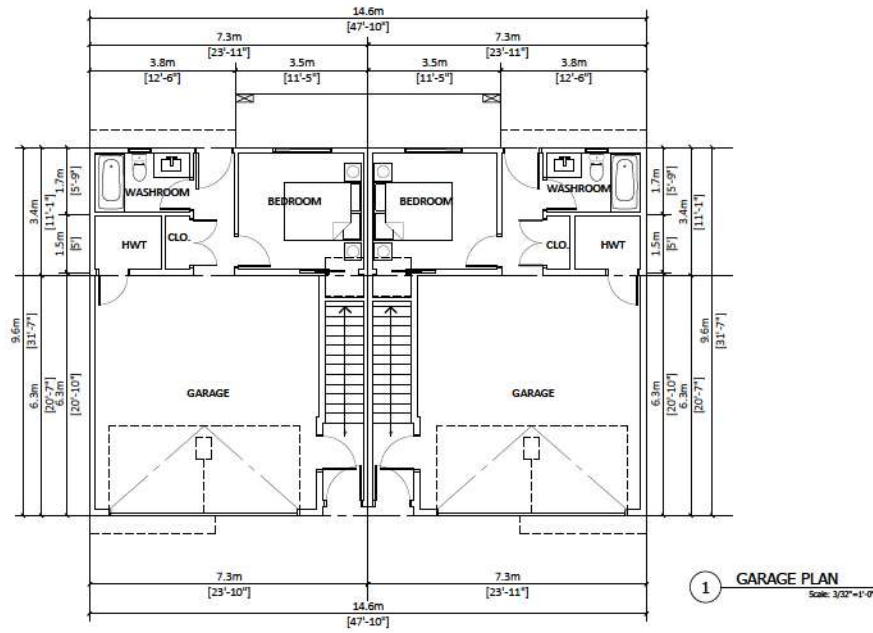 14.6m
[47'-10"]
7.3m
[23'-11"]
7.3m
[23'-11"]
3.8m
[12'-6"]
3.5m
[11'-5"]
3.5m
[11'-5"]
3.8m
[12'-6"]
9.6m
[31'-7"]
3.4m
[11'-1"]
1.7m
[5'-9"]
1.5m
[5']
6.3m
[20'-7"]
6.3m
[20'-10"]
WASHROOM
BEDROOM
BEDROOM
WASHROOM
HWT
CLO.
CLO.
HWT
GARAGE
GARAGE
1.7m
[5'-9"]
3.4m
[11'-1"]
1.5m
[5']
9.6m
[31'-7"]
6.3m
[20'-10"]
6.3m
[20'-7"]
7.3m
[23'-10"]
7.3m
[23'-11"]
14.6m
[47'-10"]
1
GARAGE PLAN
Scale: 3/32"=1'-0"